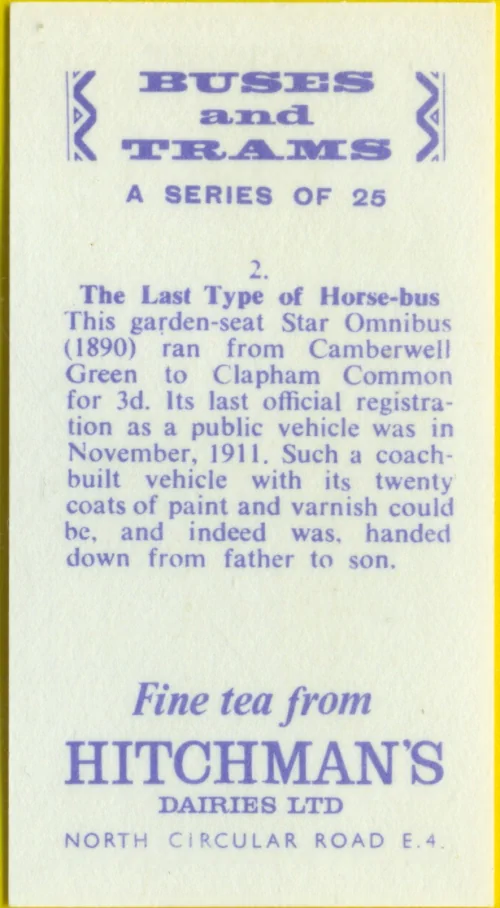 BUSES
and
TRAMS
A SERIES OF 25
2.
The Last Type of Horse-bus
This garden-seat Star Omnibus
(1890) ran from Camberwell
Green to Clapham Common
for 3d. Its last official registra-
tion as a public vehicle was in
November, 1911. Such a coach-
built vehicle with its twenty
coats of paint and varnish could
be, and indeed was, handed
down from father to son.
Fine tea from
HITCHMAN'S
DAIRIES LTD
NORTH CIRCULAR ROAD E.4.